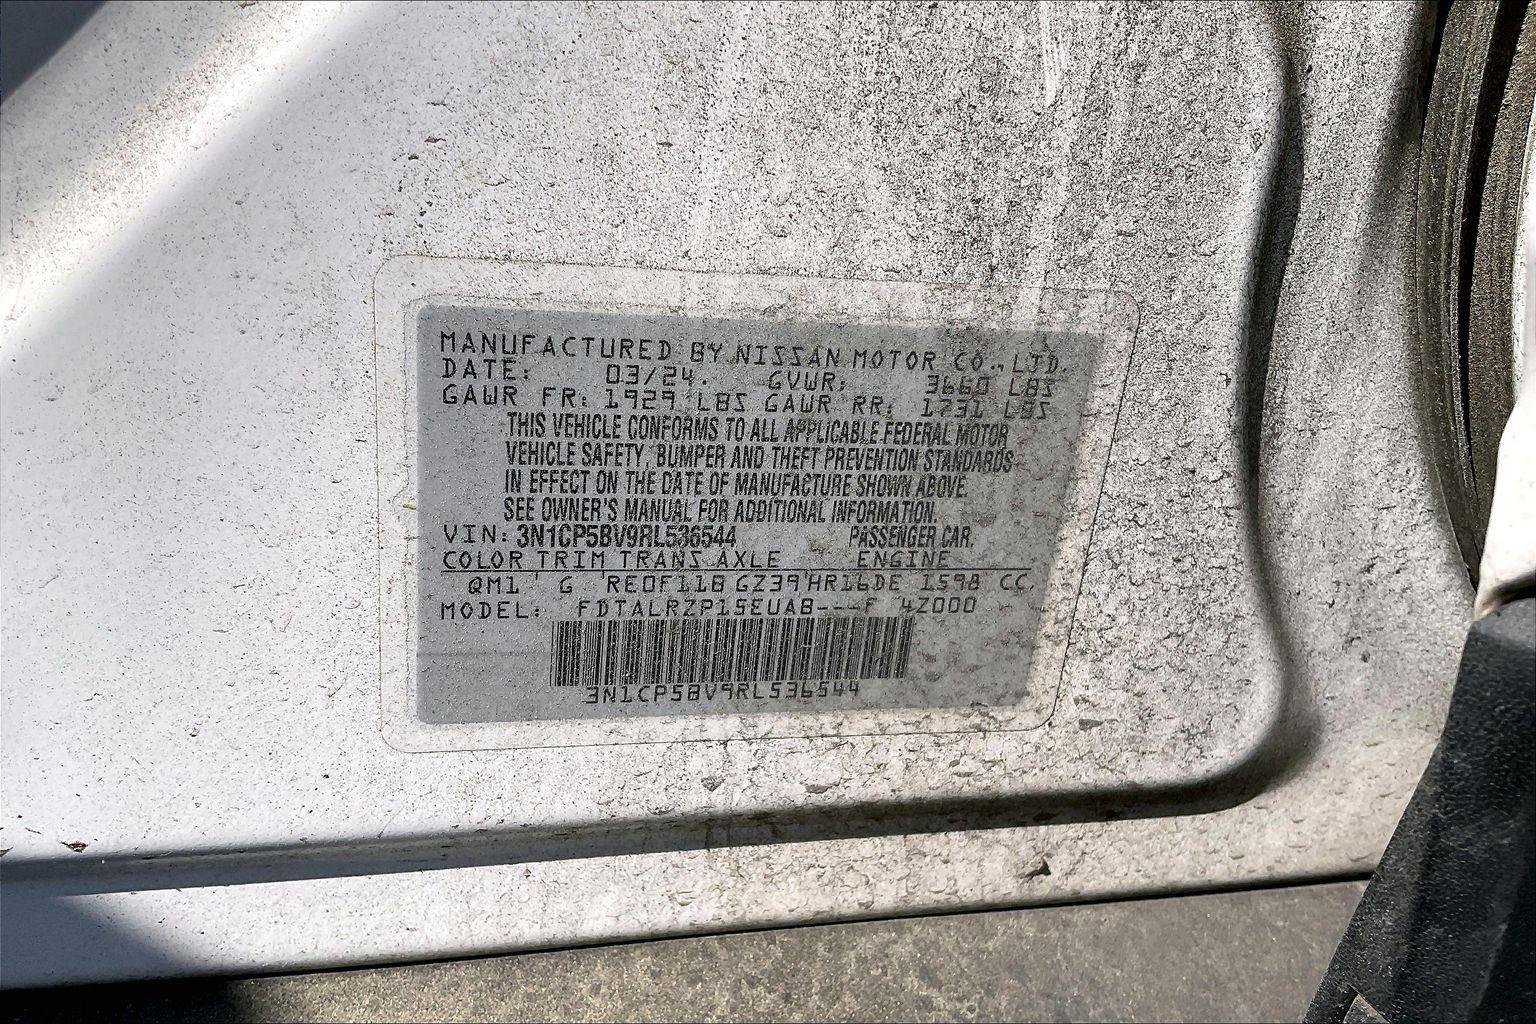 MANUFACTURED BY NISSAN MOTOR CO., LTD.
DATE: 03/24. GVWR: 3660 LBS
GAWR FR: 1929 LBS GAWR RR: 1731 LBS
THIS VEHICLE CONFORMS TO ALL APPLICABLE FEDERAL MOTOR
VEHICLE SAFETY, BUMPER AND THEFT PREVENTION STANDARDS
IN EFFECT ON THE DATE OF MANUFACTURE SHOWN ABOVE.
SEE OWNER'S MANUAL FOR ADDITIONAL INFORMATION.
VIN: 3N1CP5BV9RL536544 PASSENGER CAR.
COLOR TRIM TRANS AXLE ENGINE
QM1 ' G 'RE0F11B GZ39'HR16DE 1598 CC.
MODEL: FDTALRZP15EUAB---F 4Z000
3N1CP5BV9RL536544